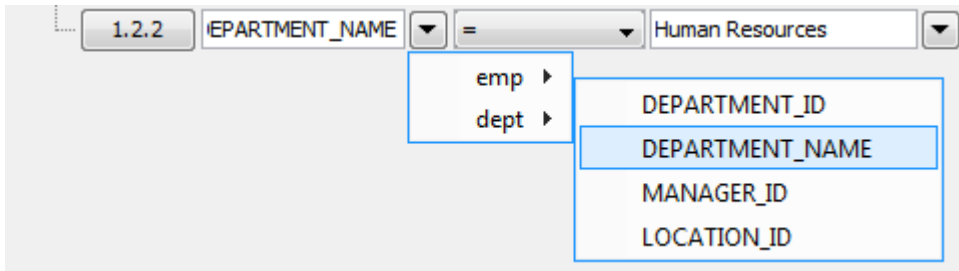 1.2.2 EPARTMENT_NAME = Human Resources
emp
dept
DEPARTMENT_ID
DEPARTMENT_NAME
MANAGER_ID
LOCATION_ID